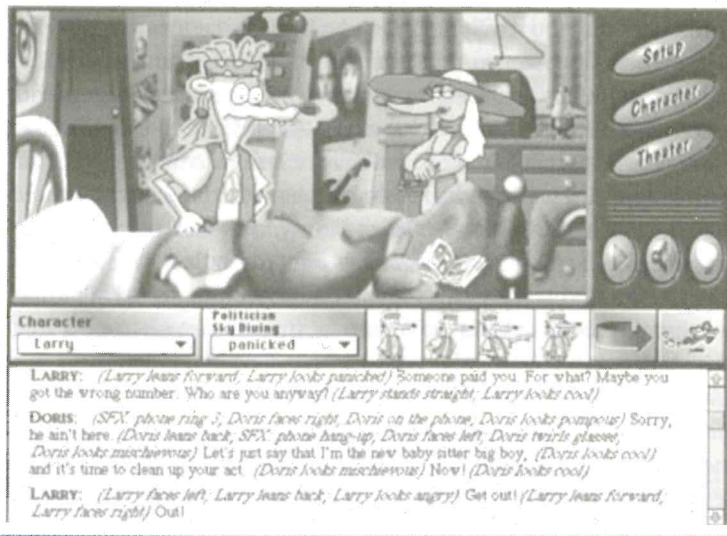 Setup
Character
Theater
Character
Larry
Politician
Sky Diving
panicked
LARRY: (Larry leans forward, Larry looks panicked) Someone paid you. For what? Maybe you
got the wrong number. Who are you anyway? (Larry stands straight, Larry looks cool)
DORIS: (SFX: phone ring 3, Doris faces right, Doris on the phone, Doris looks pompous) Sorry,
he ain't here. (Doris leans back, SFX: phone hang-up, Doris faces left, Doris twirls glasses,
Doris looks mischievous) Let's just say that I'm the new baby sitter big boy, (Doris looks cool)
and it's time to clean up your act. (Doris looks mischievous) Now! (Doris looks cool)
LARRY: (Larry faces left, Larry leans back, Larry looks angry) Get out! (Larry leans forward,
Larry faces right) Out!